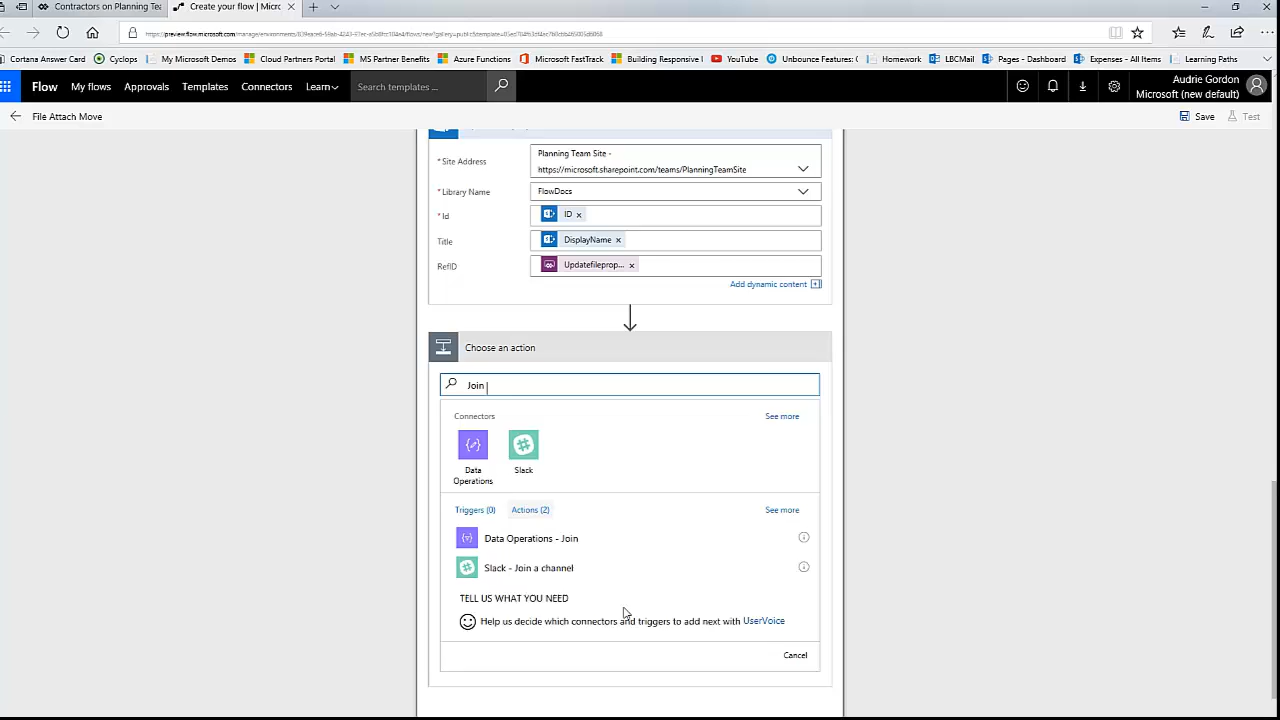 Contractors on Planning Te
Create your flow | Micro
Cortana Answer Card
Cyclops
My Microsoft Demos
Cloud Partners Portal
MS Partner Benefits
Azure Functions
Microsoft FastTrack
Building Responsive I
YouTube
Unbounce Features: C
Homework
LBCMail
Pages - Dashboard
Expenses - All Items
Learning Paths
Flow
My flows
Approvals
Templates
Connectors
Learn
Search templates ...
Audrie Gordon
Microsoft (new default)
File Attach Move
Save
Test
* Site Address
Planning Team Site -
https://microsoft.sharepoint.com/teams/PlanningTeamSite
* Library Name
FlowDocs
* Id
ID ×
Title
DisplayName ×
RefID
Updatefileprop... ×
Add dynamic content
Choose an action
Join
Connectors
See more
Data
Operations
Slack
Triggers (0)
Actions (2)
See more
Data Operations - Join
Slack - Join a channel
TELL US WHAT YOU NEED
Help us decide which connectors and triggers to add next with UserVoice
Cancel